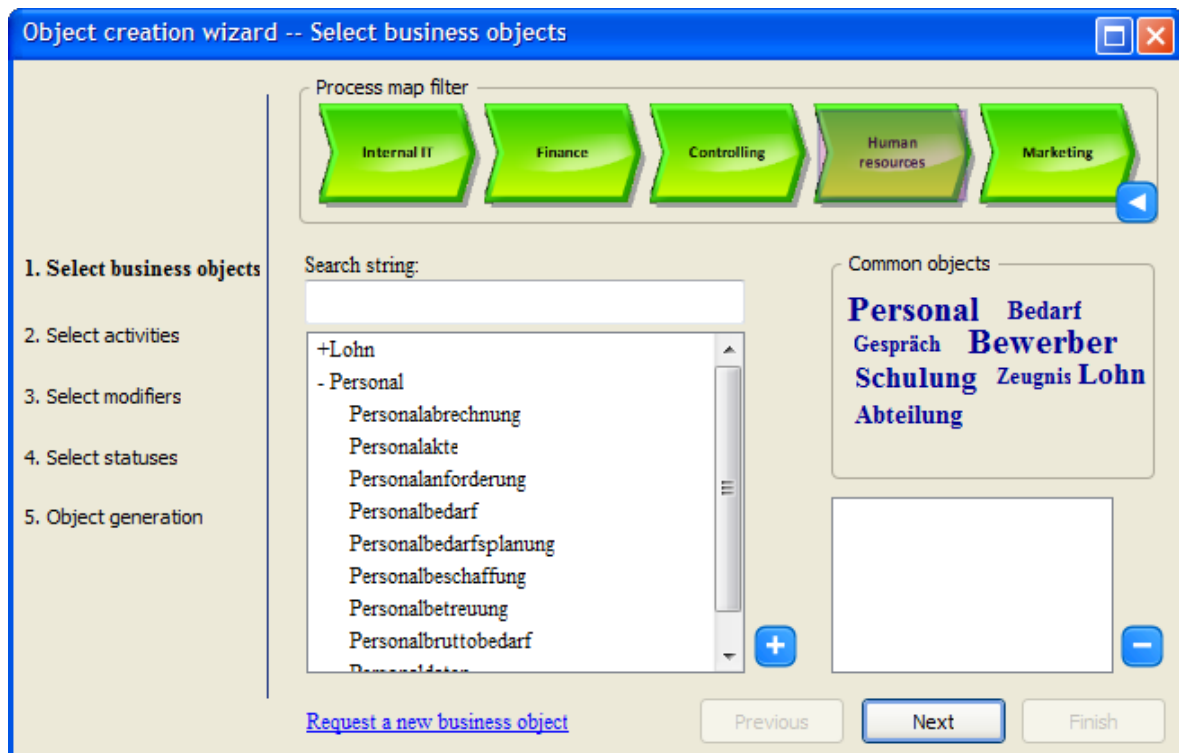 Object creation wizard -- Select business objects
Process map filter
Internal IT
Finance
Controlling
Human
resources
Marketing
1. Select business objects
2. Select activities
3. Select modifiers
4. Select statuses
5. Object generation
Search string:
+Lohn
- Personal
Personalabrechnung
Personalakte
Personalanforderung
Personalbedarf
Personalbedarfsplanung
Personalbeschaffung
Personalbetreuung
Personalbruttobedarf
Common objects
Personal Bedarf
Gespräch Bewerber
Schulung Zeugnis Lohn
Abteilung
Request a new business object
Previous
Next
Finish